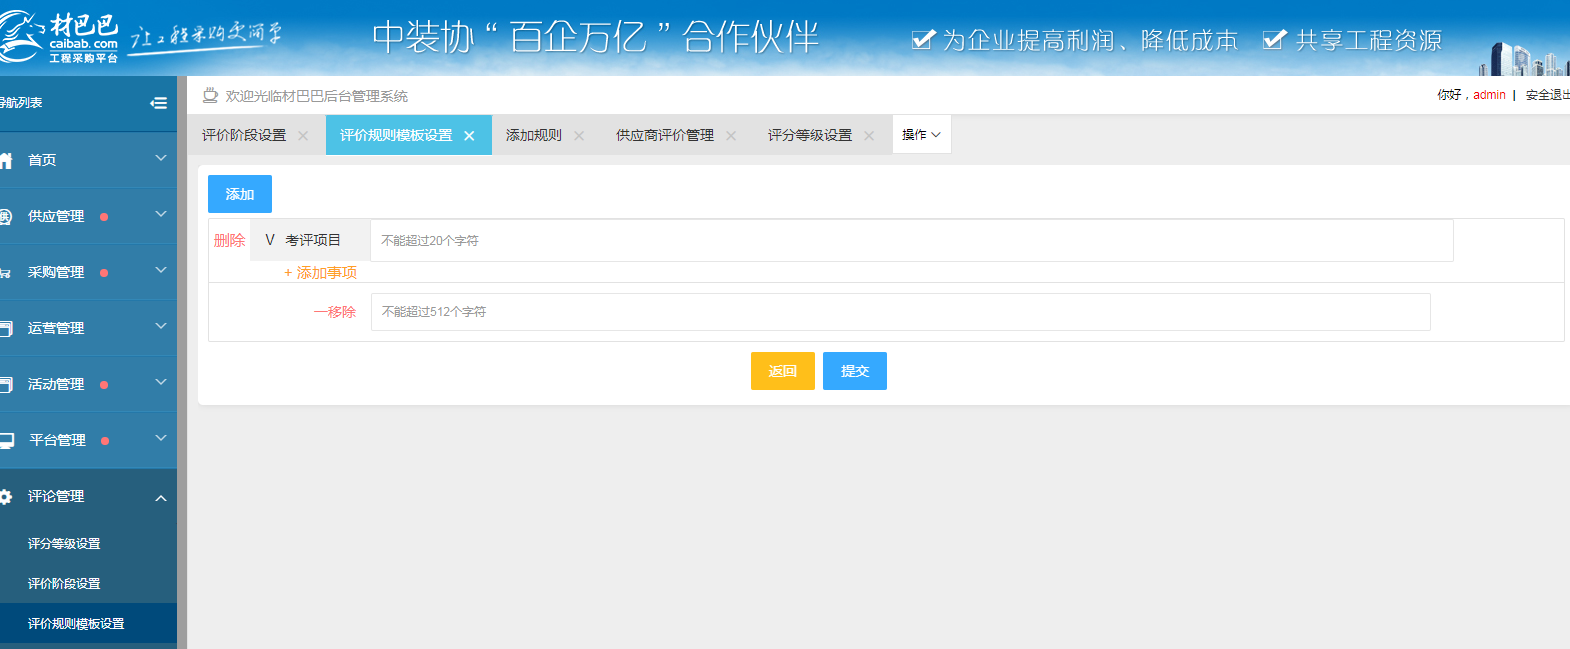 材巴巴
caibab.com
工程采购平台
让工程采购更简单
中装协“百企万亿”合作伙伴
为企业提高利润、降低成本
共享工程资源
导航列表
欢迎光临材巴巴后台管理系统
你好，admin | 安全退出
评价阶段设置
评价规则模板设置
添加规则
供应商评价管理
评分等级设置
操作
首页
供应管理
采购管理
运营管理
活动管理
平台管理
评论管理
评分等级设置
评价阶段设置
评价规则模板设置
添加
删除 V 考评项目 不能超过20个字符
+ 添加事项
一移除 不能超过512个字符
返回 提交